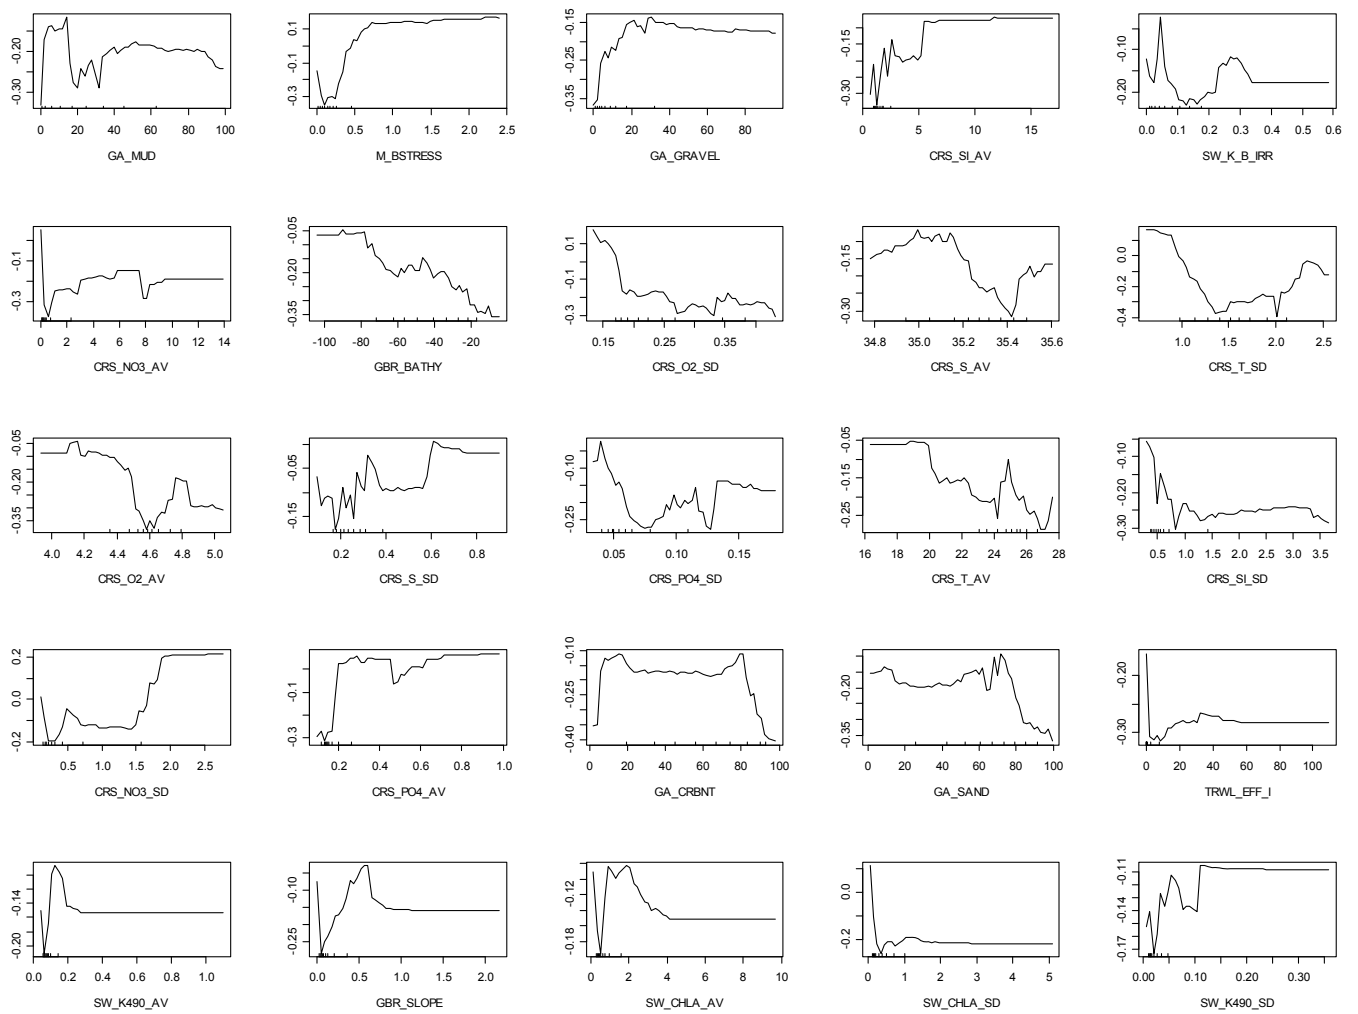 -0.30 -0.20
0 20 40 60 80 100
GA_MUD
-0.3 -0.1 0.1
0.0 0.5 1.0 1.5 2.0 2.5
M_BSTRESS
-0.35 -0.25 -0.15
0 20 40 60 80
GA_GRAVEL
-0.30 -0.15
0 5 10 15
CRS_SI_AV
-0.20 -0.10
0.0 0.1 0.2 0.3 0.4 0.5 0.6
SW_K_B_IRR
-0.3 -0.1
0 2 4 6 8 10 12 14
CRS_NO3_AV
-0.35 -0.20 -0.05
-100 -80 -60 -40 -20
GBR_BATHY
-0.3 -0.1 0.1
0.15 0.25 0.35
CRS_O2_SD
-0.30 -0.15
34.8 35.0 35.2 35.4 35.6
CRS_S_AV
-0.4 -0.2 0.0
1.0 1.5 2.0 2.5
CRS_T_SD
-0.35 -0.20 -0.05
4.0 4.2 4.4 4.6 4.8 5.0
CRS_O2_AV
-0.15 -0.05
0.2 0.4 0.6 0.8
CRS_S_SD
-0.25 -0.10
0.05 0.10 0.15
CRS_PO4_SD
-0.25 -0.15 -0.05
16 18 20 22 24 26 28
CRS_T_AV
-0.30 -0.20 -0.10
0.5 1.0 1.5 2.0 2.5 3.0 3.5
CRS_SI_SD
-0.2 0.0 0.2
0.5 1.0 1.5 2.0 2.5
CRS_NO3_SD
-0.3 -0.1
0.2 0.4 0.6 0.8 1.0
CRS_PO4_AV
-0.40 -0.25 -0.10
0 20 40 60 80 100
GA_CRBNT
-0.35 -0.20
0 20 40 60 80 100
GA_SAND
-0.30 -0.20
0 20 40 60 80 100
TRWL_EFF_I
-0.20 -0.14
0.0 0.2 0.4 0.6 0.8 1.0
SW_K490_AV
-0.25 -0.10
0.0 0.5 1.0 1.5 2.0
GBR_SLOPE
-0.18 -0.12
0 2 4 6 8 10
SW_CHLA_AV
-0.2 0.0
0 1 2 3 4 5
SW_CHLA_SD
-0.17 -0.14 -0.11
0.00 0.10 0.20 0.30
SW_K490_SD